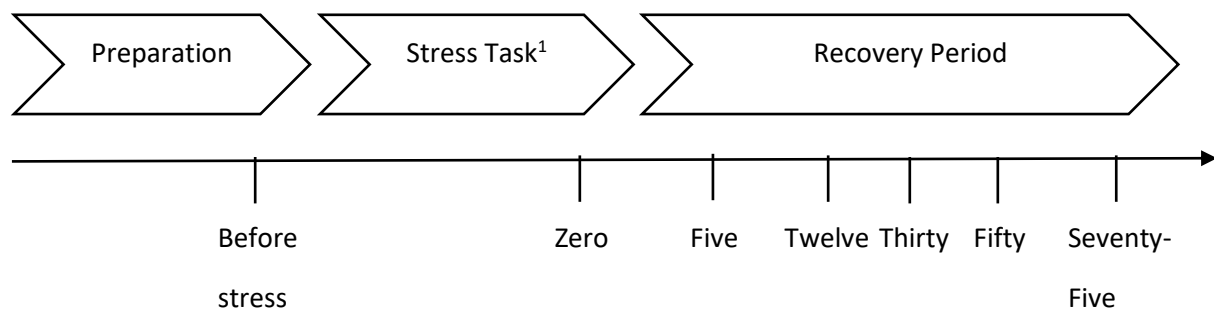 Preparation Stress Task¹ Recovery Period
Before Zero Five Twelve Thirty Fifty Seventy-
stress Five